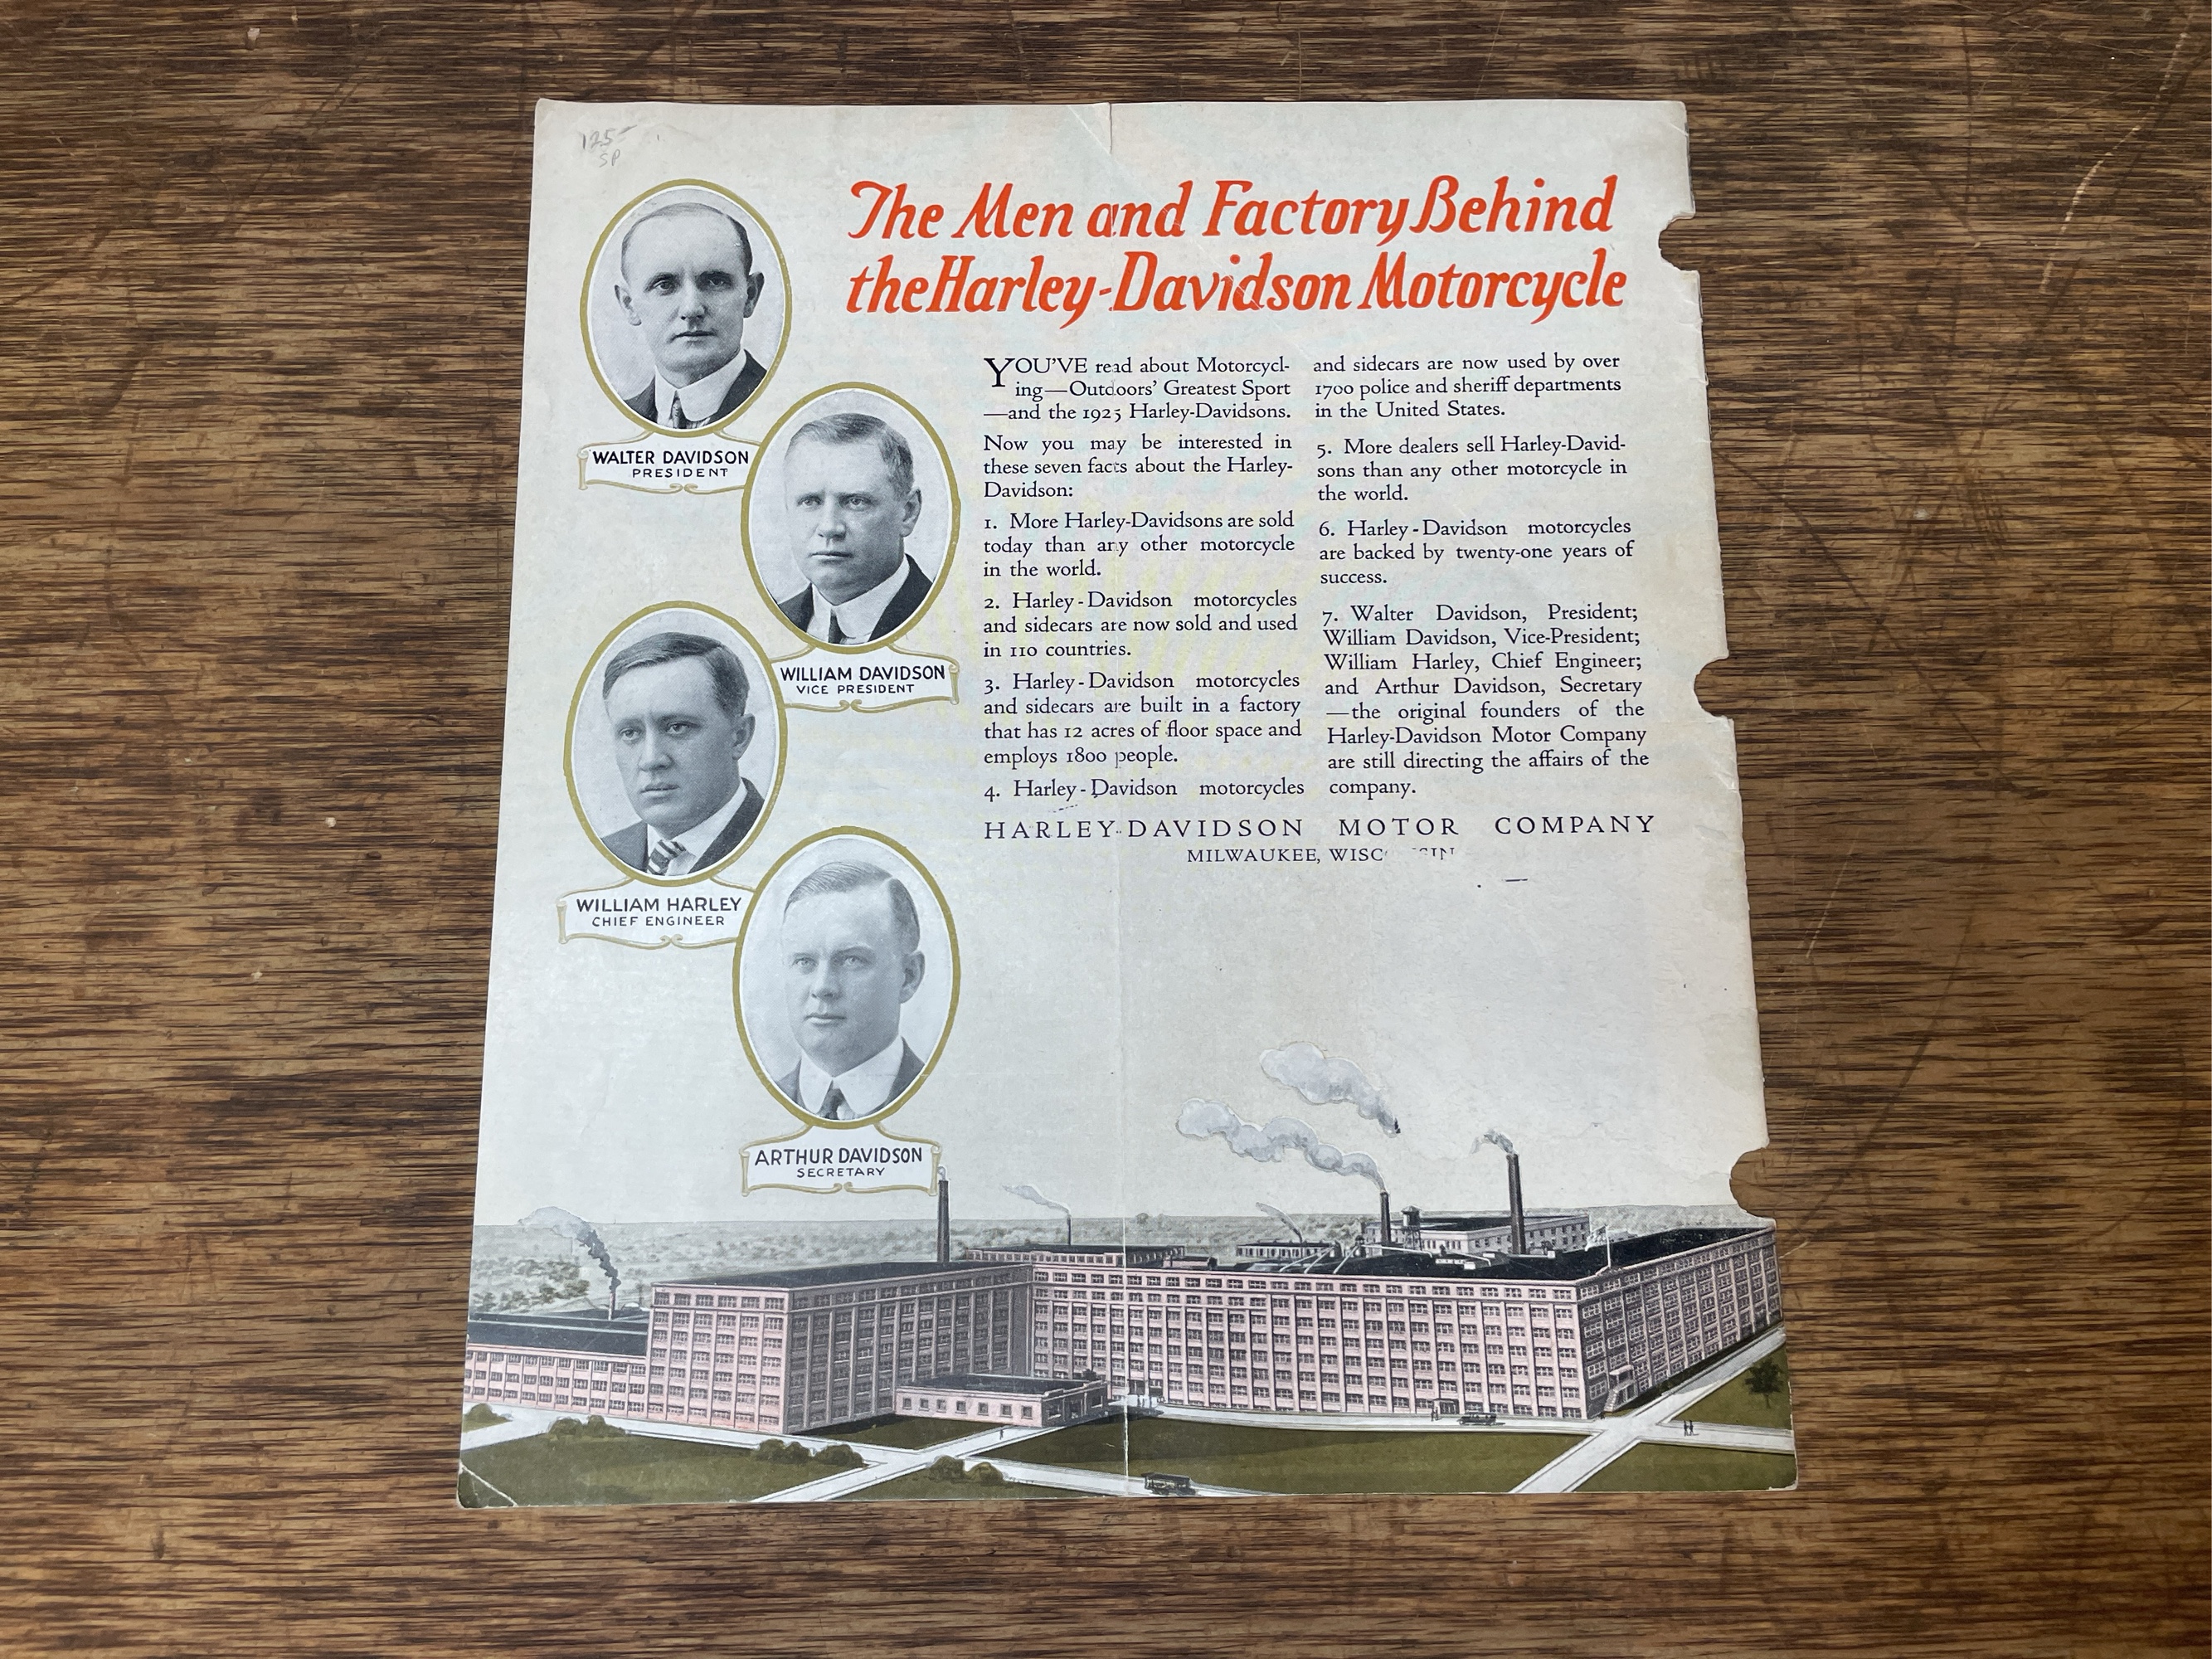 125
SP
The Men and Factory Behind
the Harley-Davidson Motorcycle
WALTER DAVIDSON
PRESIDENT
WILLIAM DAVIDSON
VICE PRESIDENT
WILLIAM HARLEY
CHIEF ENGINEER
ARTHUR DAVIDSON
SECRETARY
YOU'VE read about Motorcycl-
ing—Outdoors' Greatest Sport
—and the 1925 Harley-Davidsons.
Now you may be interested in
these seven facts about the Harley-
Davidson:
1. More Harley-Davidsons are sold
today than any other motorcycle
in the world.
2. Harley-Davidson motorcycles
and sidecars are now sold and used
in 110 countries.
3. Harley-Davidson motorcycles
and sidecars are built in a factory
that has 12 acres of floor space and
employs 1800 people.
4. Harley-Davidson motorcycles
and sidecars are now used by over
1700 police and sheriff departments
in the United States.
5. More dealers sell Harley-David-
sons than any other motorcycle in
the world.
6. Harley-Davidson motorcycles
are backed by twenty-one years of
success.
7. Walter Davidson, President;
William Davidson, Vice-President;
William Harley, Chief Engineer;
and Arthur Davidson, Secretary
—the original founders of the
Harley-Davidson Motor Company
are still directing the affairs of the
company.
HARLEY-DAVIDSON MOTOR COMPANY
MILWAUKEE, WISCONSIN